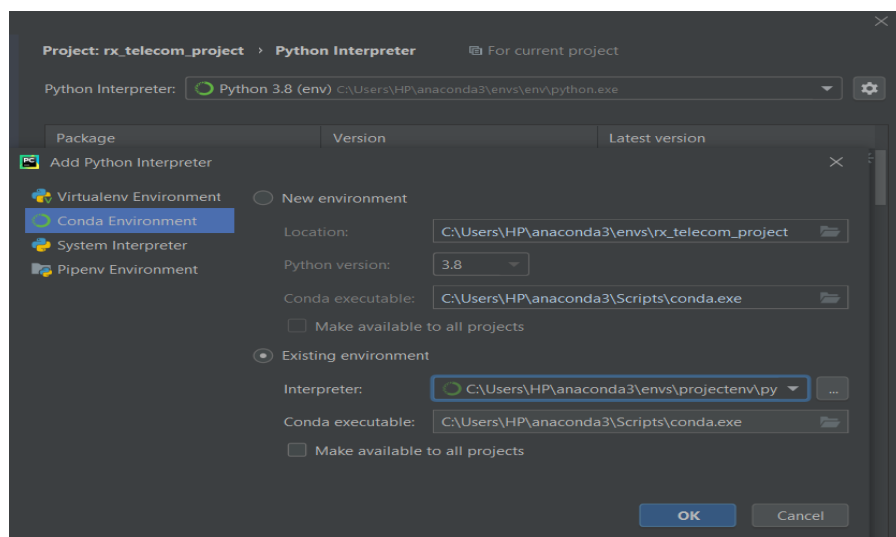 Project: rx_telecom_project › Python Interpreter For current project
Python Interpreter: Python 3.8 (env) C:\Users\HP\anaconda3\envs\env\python.exe
Package Version Latest version
PC Add Python Interpreter
Virtualenv Environment
Conda Environment
System Interpreter
Pipenv Environment
New environment
Location: C:\Users\HP\anaconda3\envs\rx_telecom_project
Python version: 3.8
Conda executable: C:\Users\HP\anaconda3\Scripts\conda.exe
Make available to all projects
Existing environment
Interpreter: C:\Users\HP\anaconda3\envs\projectenv\py ...
Conda executable: C:\Users\HP\anaconda3\Scripts\conda.exe
Make available to all projects
OK Cancel